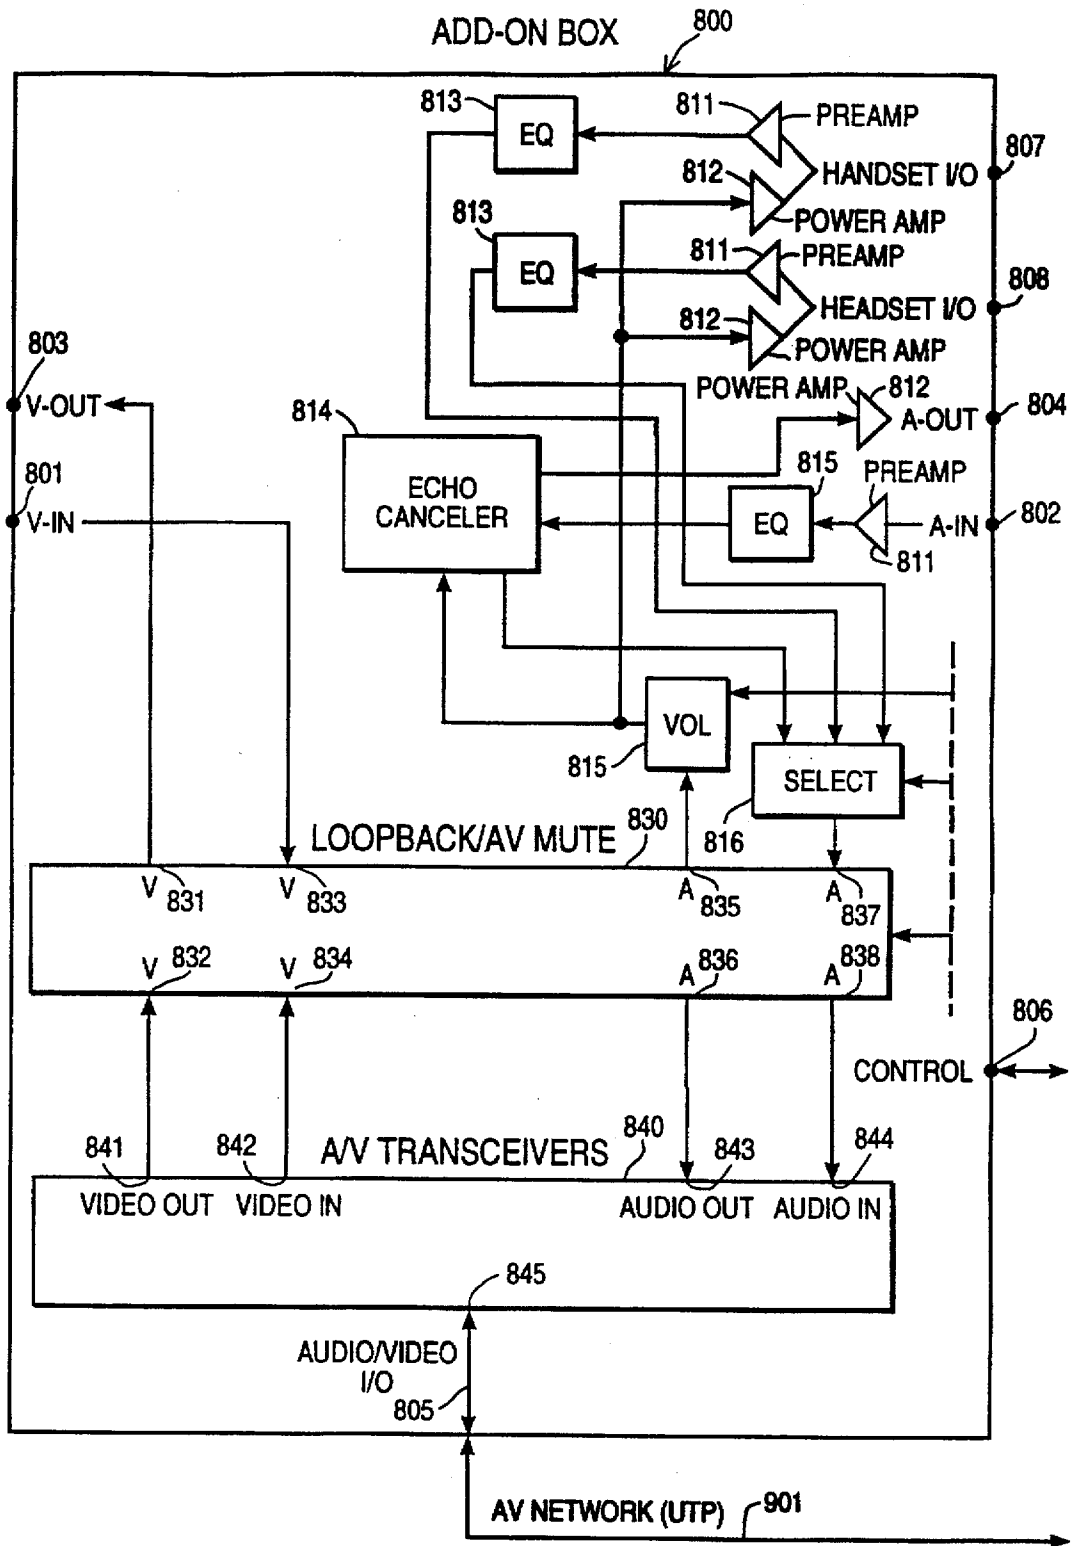 ADD-ON BOX
800
813
EQ
811
PREAMP
807
HANDSET I/O
812
POWER AMP
813
EQ
811
PREAMP
808
HEADSET I/O
812
POWER AMP
803
V-OUT
POWER AMP
812
A-OUT
804
814
ECHO
CANCELER
801
V-IN
815
EQ
PREAMP
A-IN
802
811
VOL
815
SELECT
816
LOOPBACK/AV MUTE
830
V
831
V
833
A
835
A
837
V
832
V
834
A
836
A
838
806
CONTROL
841
842
A/V TRANSCEIVERS
840
843
844
VIDEO OUT
VIDEO IN
AUDIO OUT
AUDIO IN
845
AUDIO/VIDEO
I/O
805
AV NETWORK (UTP)
901